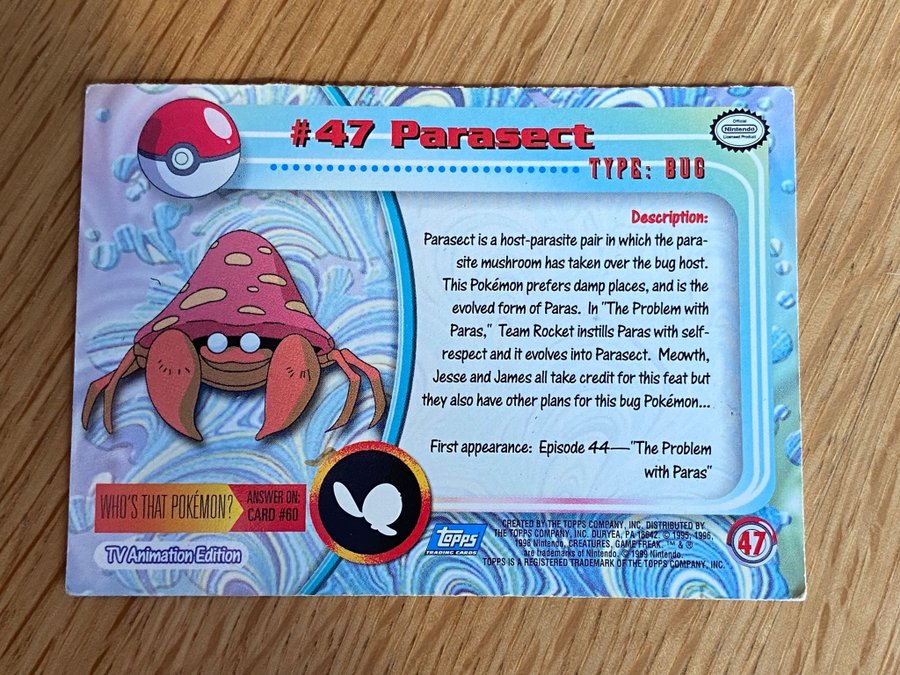 #47 Parasect
Official
Nintendo
Licensed Product
TYPE: BUG
Description:
Parasect is a host-parasite pair in which the para-
site mushroom has taken over the bug host.
This Pokémon prefers damp places, and is the
evolved form of Paras. In "The Problem with
Paras," Team Rocket instills Paras with self-
respect and it evolves into Parasect. Meowth,
Jesse and James all take credit for this feat but
they also have other plans for this bug Pokémon...
First appearance: Episode 44—"The Problem
with Paras"
WHO'S THAT POKÉMON?
ANSWER ON:
CARD #60
TV Animation Edition
topps
TRADING CARDS
CREATED BY THE TOPPS COMPANY, INC. DISTRIBUTED BY
THE TOPPS COMPANY, INC. DURYEA, PA 18642. © 1995, 1996,
1998 Nintendo, CREATURES, GAMEFREAK. ™ & ®
are trademarks of Nintendo. © 1999 Nintendo.
TOPPS IS A REGISTERED TRADEMARK OF THE TOPPS COMPANY, INC.
47